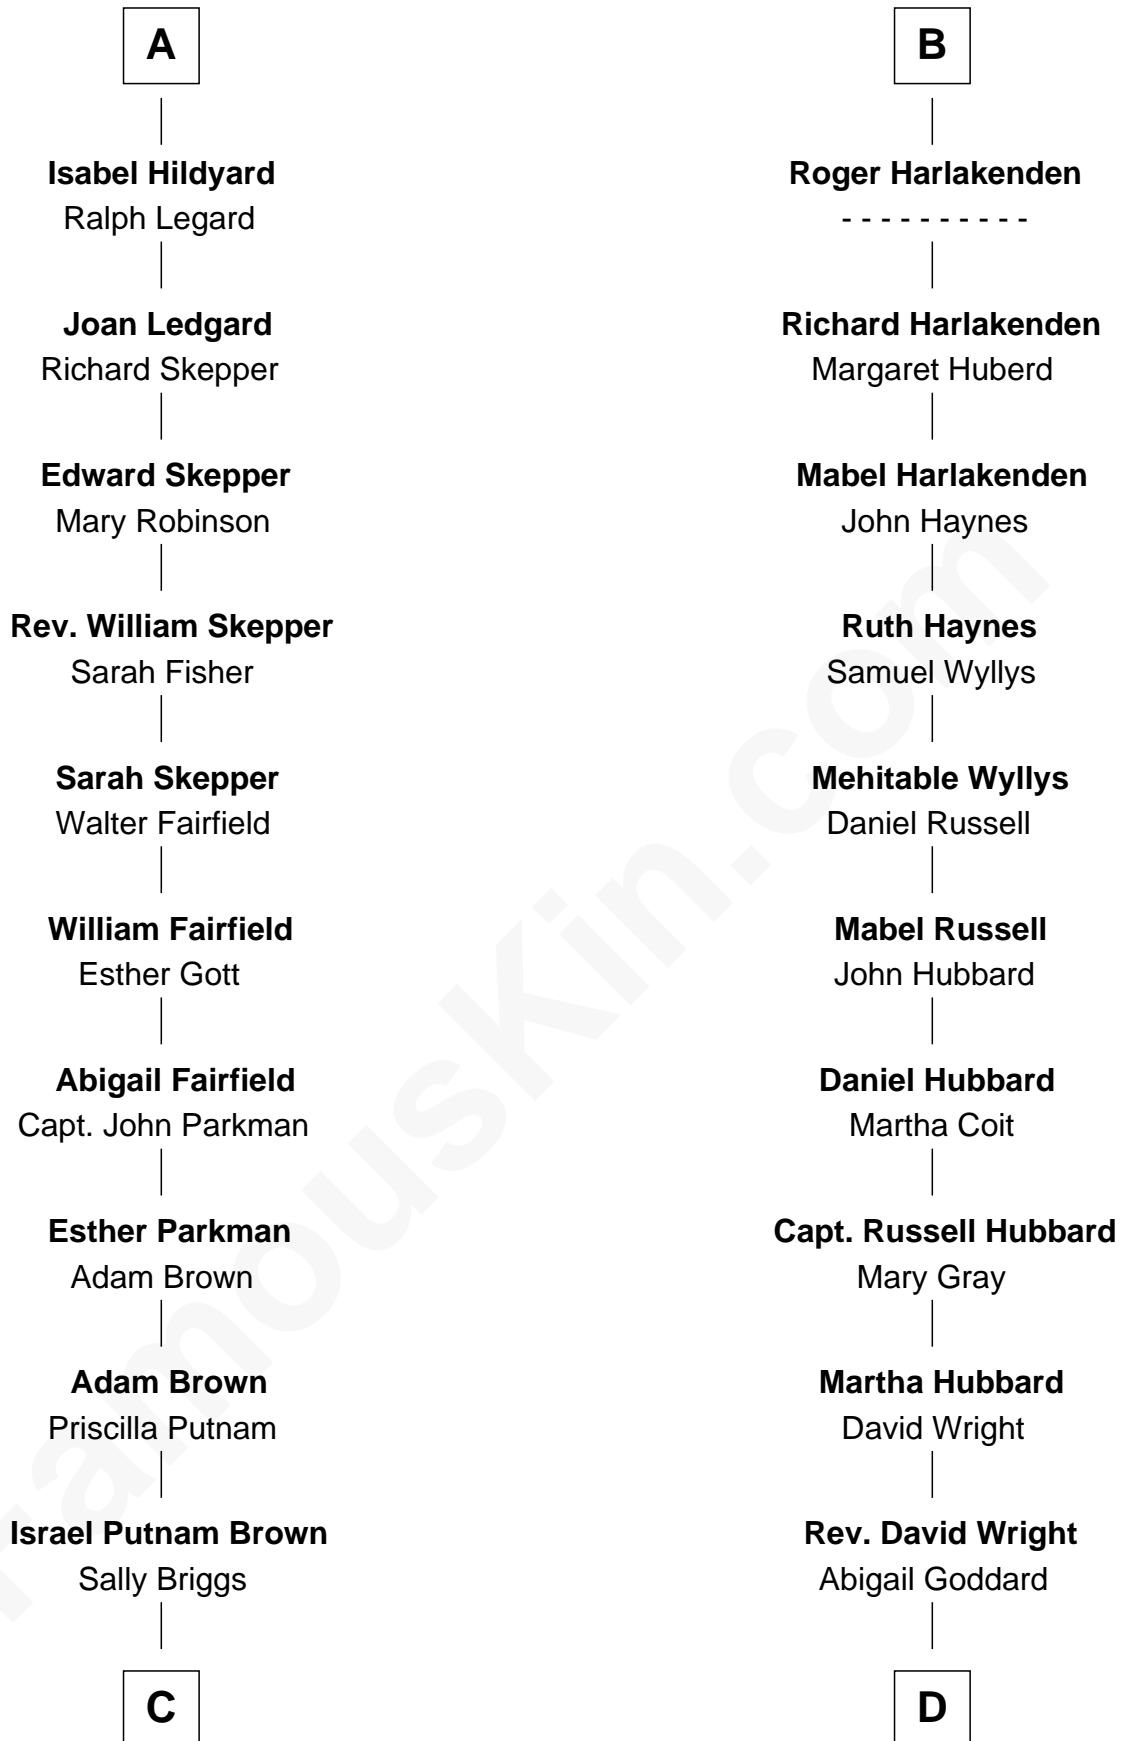 A
Isabel Hildyard
Ralph Legard
Joan Ledgard
Richard Skepper
Edward Skepper
Mary Robinson
Rev. William Skepper
Sarah Fisher
Sarah Skepper
Walter Fairfield
William Fairfield
Esther Gott
Abigail Fairfield
Capt. John Parkman
Esther Parkman
Adam Brown
Adam Brown
Priscilla Putnam
Israel Putnam Brown
Sally Briggs
C
B
Roger Harlakenden
- - - - - - - - - -
Richard Harlakenden
Margaret Huberd
Mabel Harlakenden
John Haynes
Ruth Haynes
Samuel Wyllys
Mehitable Wyllys
Daniel Russell
Mabel Russell
John Hubbard
Daniel Hubbard
Martha Coit
Capt. Russell Hubbard
Mary Gray
Martha Hubbard
David Wright
Rev. David Wright
Abigail Goddard
D
FamousKin.com